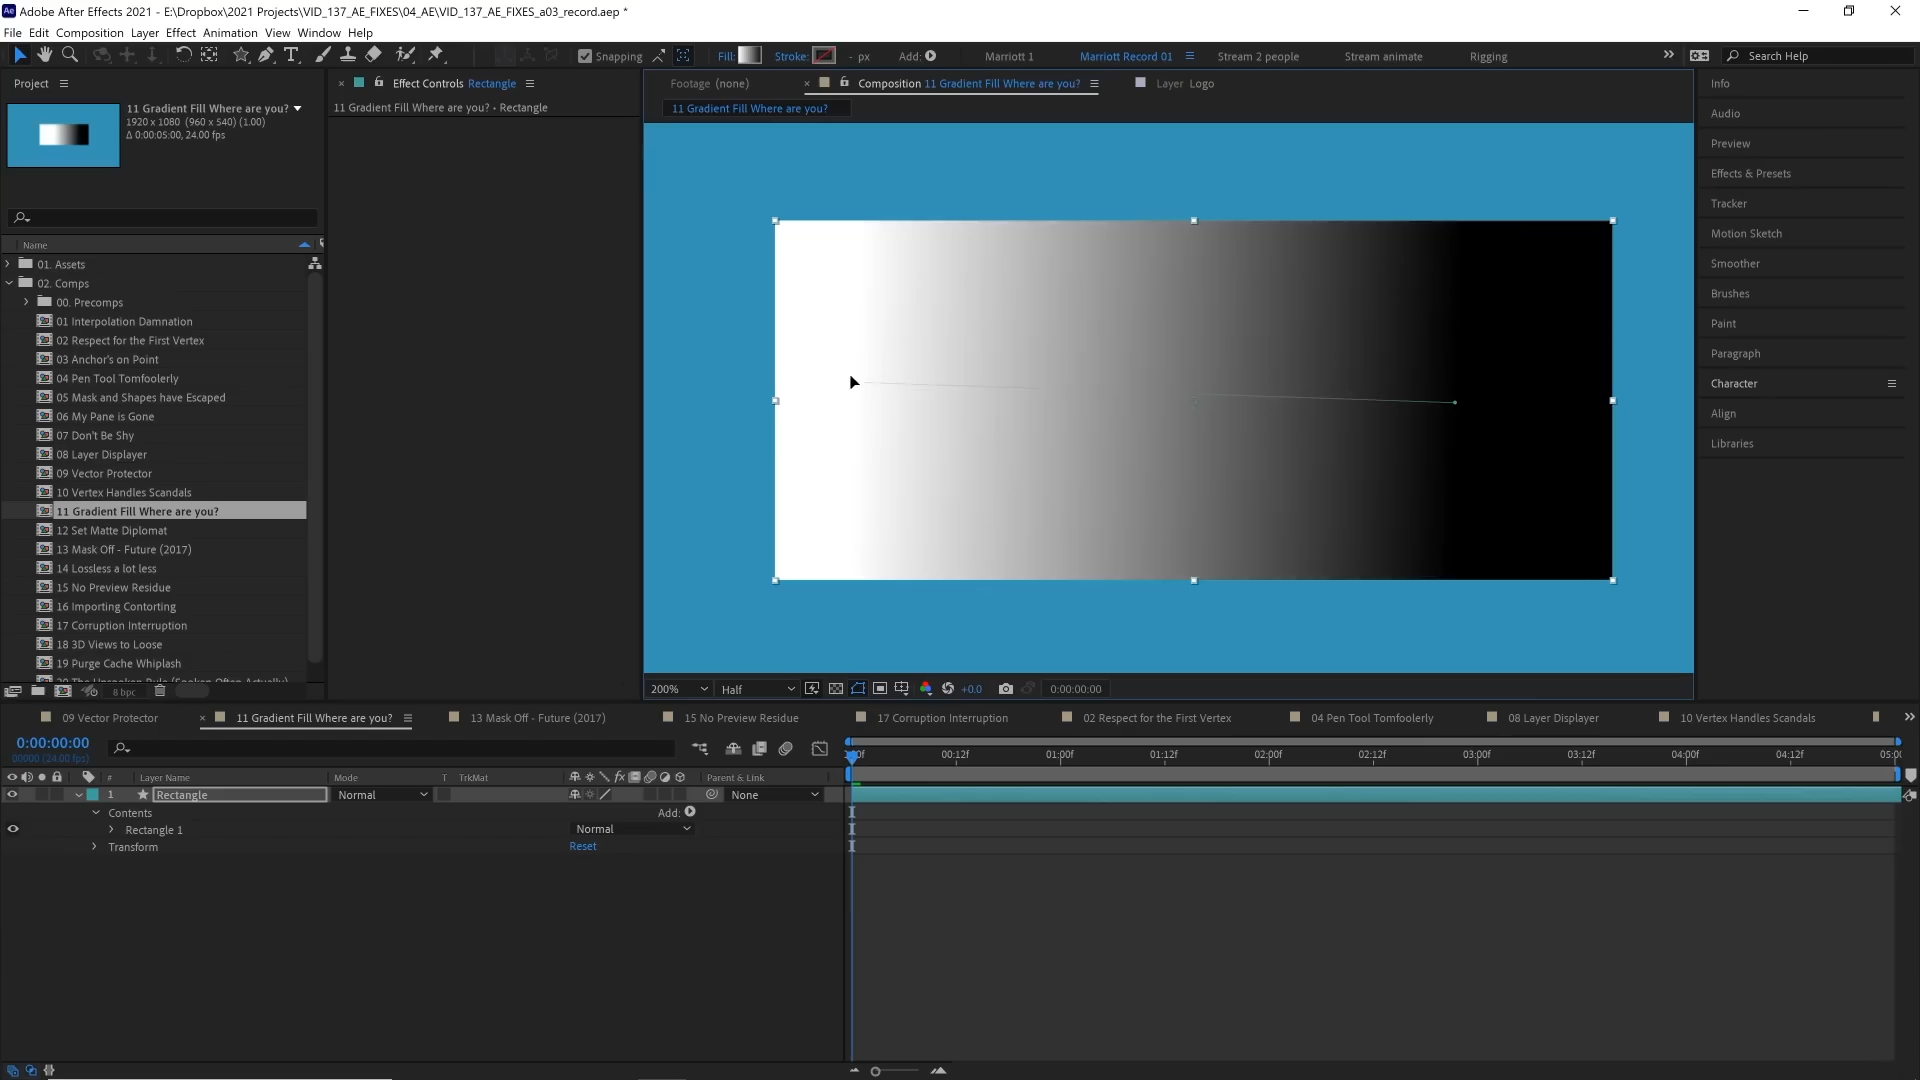 Adobe After Effects 2021 - E:\Dropbox\2021 Projects\VID_137_AE_FIXES\04_AE\VID_137_AE_FIXES_a03_record.aep *
File Edit Composition Layer Effect Animation View Window Help
Snapping Fill: Stroke: - px Add: Marriott 1 Marriott Record 01 Stream 2 people Stream animate Rigging Search Help
Project
Effect Controls Rectangle
Footage (none)
Composition 11 Gradient Fill Where are you?
Layer Logo
11 Gradient Fill Where are you? • Rectangle
11 Gradient Fill Where are you?
11 Gradient Fill Where are you?
1920 x 1080 (960 x 540) (1.00)
Δ 0:00:05:00, 24.00 fps
Name
01. Assets
02. Comps
00. Precomps
01 Interpolation Damnation
02 Respect for the First Vertex
03 Anchor's on Point
04 Pen Tool Tomfoolerly
05 Mask and Shapes have Escaped
06 My Pane is Gone
07 Don't Be Shy
08 Layer Displayer
09 Vector Protector
10 Vertex Handles Scandals
11 Gradient Fill Where are you?
12 Set Matte Diplomat
13 Mask Off - Future (2017)
14 Lossless a lot less
15 No Preview Residue
16 Importing Contorting
17 Corruption Interruption
18 3D Views to Loose
19 Purge Cache Whiplash
20 The Unspoken Rule (Spoken Often Actually)
8 bpc
200% Half +0.0 0:00:00:00
Info
Audio
Preview
Effects & Presets
Tracker
Motion Sketch
Smoother
Brushes
Paint
Paragraph
Character
Align
Libraries
09 Vector Protector 11 Gradient Fill Where are you? 13 Mask Off - Future (2017) 15 No Preview Residue 17 Corruption Interruption 02 Respect for the First Vertex 04 Pen Tool Tomfoolerly 08 Layer Displayer 10 Vertex Handles Scandals
0:00:00:00
00000 (24.00 fps)
00:12f 01:00f 01:12f 02:00f 02:12f 03:00f 03:12f 04:00f 04:12f
# Layer Name Mode T TrkMat fx Parent & Link
1 Rectangle Normal None
Contents Add:
Rectangle 1 Normal
Transform Reset